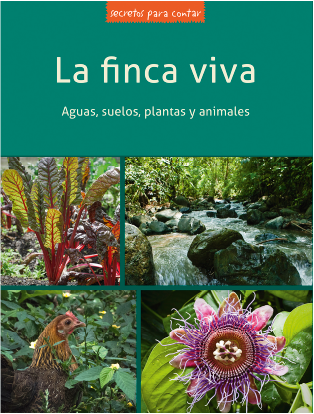 secretos para contar
La finca viva
Aguas, suelos, plantas y animales